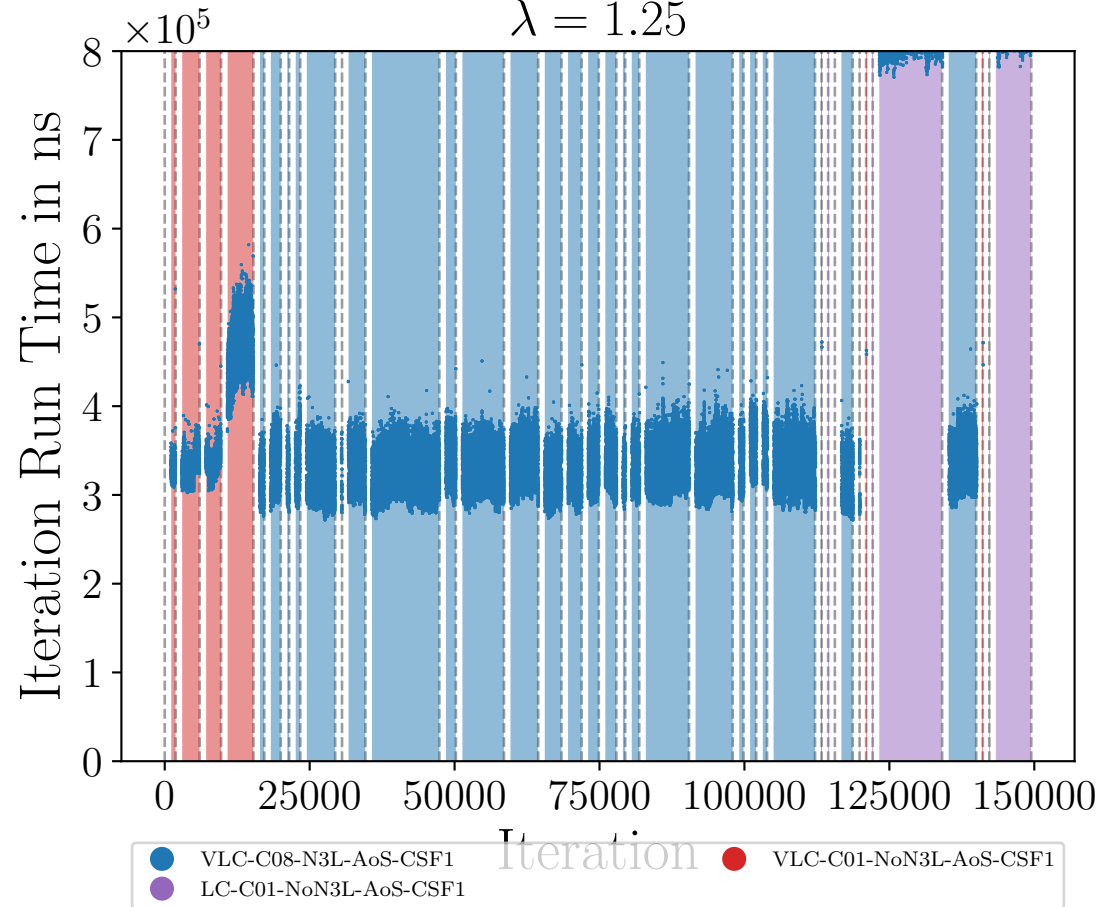 λ = 1.25
×10⁵
Iteration Run Time in ns
8
7
6
5
4
3
2
1
0
0 25000 50000 75000 100000 125000 150000
Iteration
VLC-C08-N3L-AoS-CSF1 VLC-C01-NoN3L-AoS-CSF1
LC-C01-NoN3L-AoS-CSF1